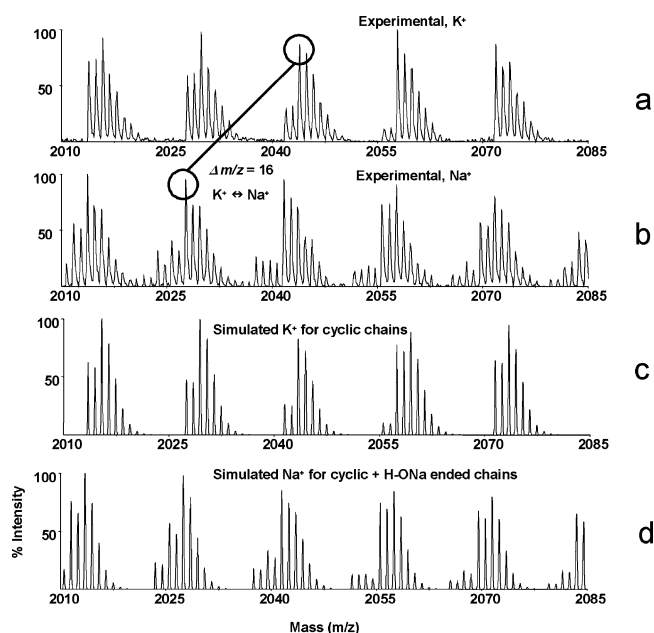 Experimental, K⁺
100
50
2010 2025 2040 2055 2070 2085
a
Δ m/z = 16
K⁺ ⇔ Na⁺
Experimental, Na⁺
100
50
2010 2025 2040 2055 2070 2085
b
Simulated K⁺ for cyclic chains
100
50
2010 2025 2040 2055 2070 2085
c
Simulated Na⁺ for cyclic + H-ONa ended chains
100
50
% Intensity
2010 2025 2040 2055 2070 2085
d
Mass (m/z)